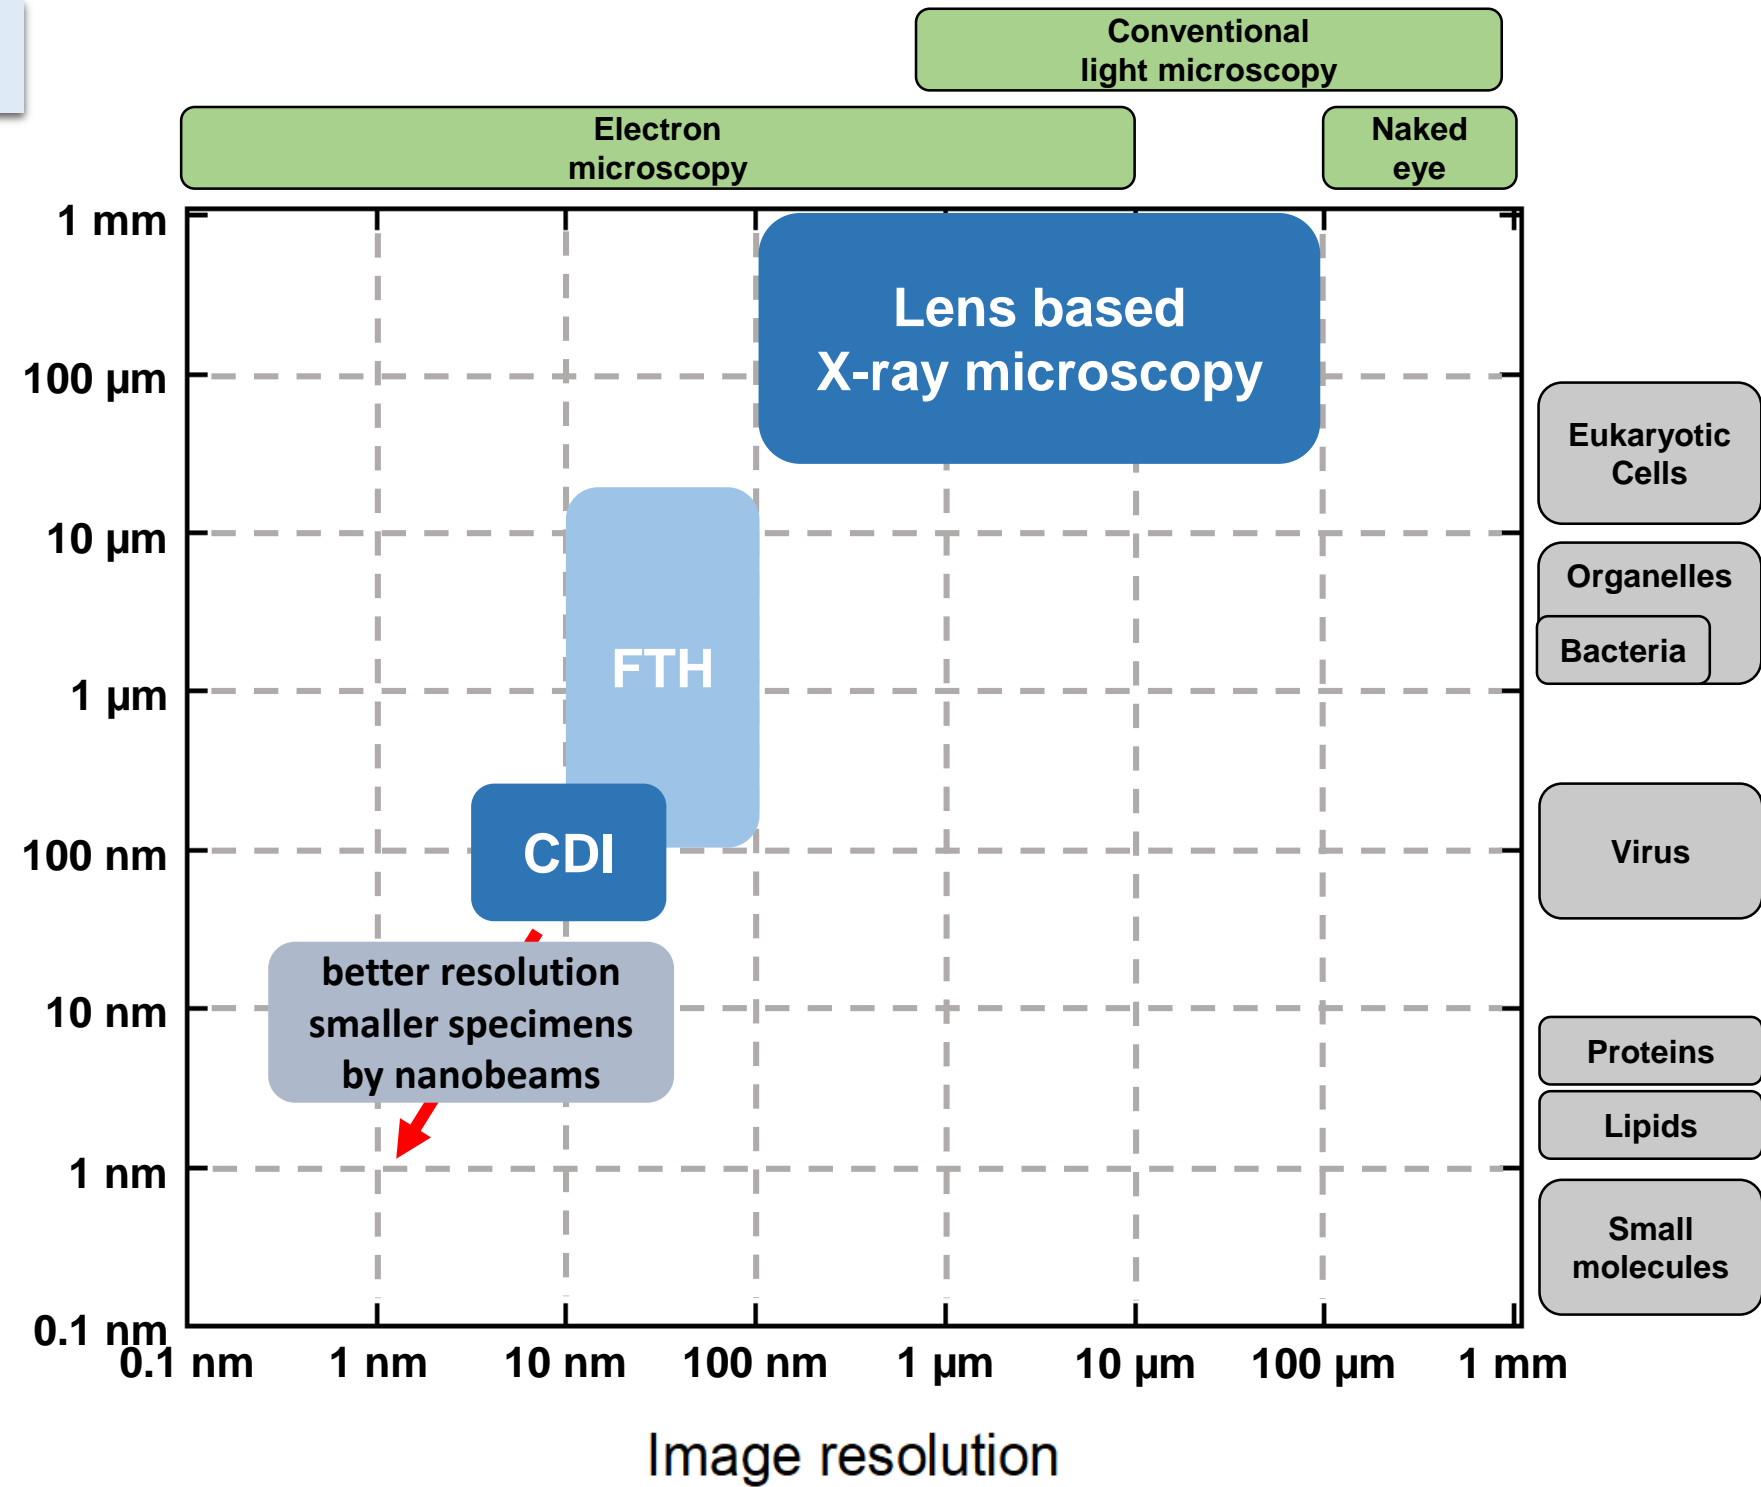 Conventional
light microscopy
Electron
microscopy
Naked
eye
1 mm
100 µm
10 µm
1 µm
100 nm
10 nm
1 nm
0.1 nm
Lens based
X-ray microscopy
FTH
CDI
better resolution
smaller specimens
by nanobeams
Eukaryotic
Cells
Organelles
Bacteria
Virus
Proteins
Lipids
Small
molecules
0.1 nm
1 nm
10 nm
100 nm
1 µm
10 µm
100 µm
1 mm
Image resolution